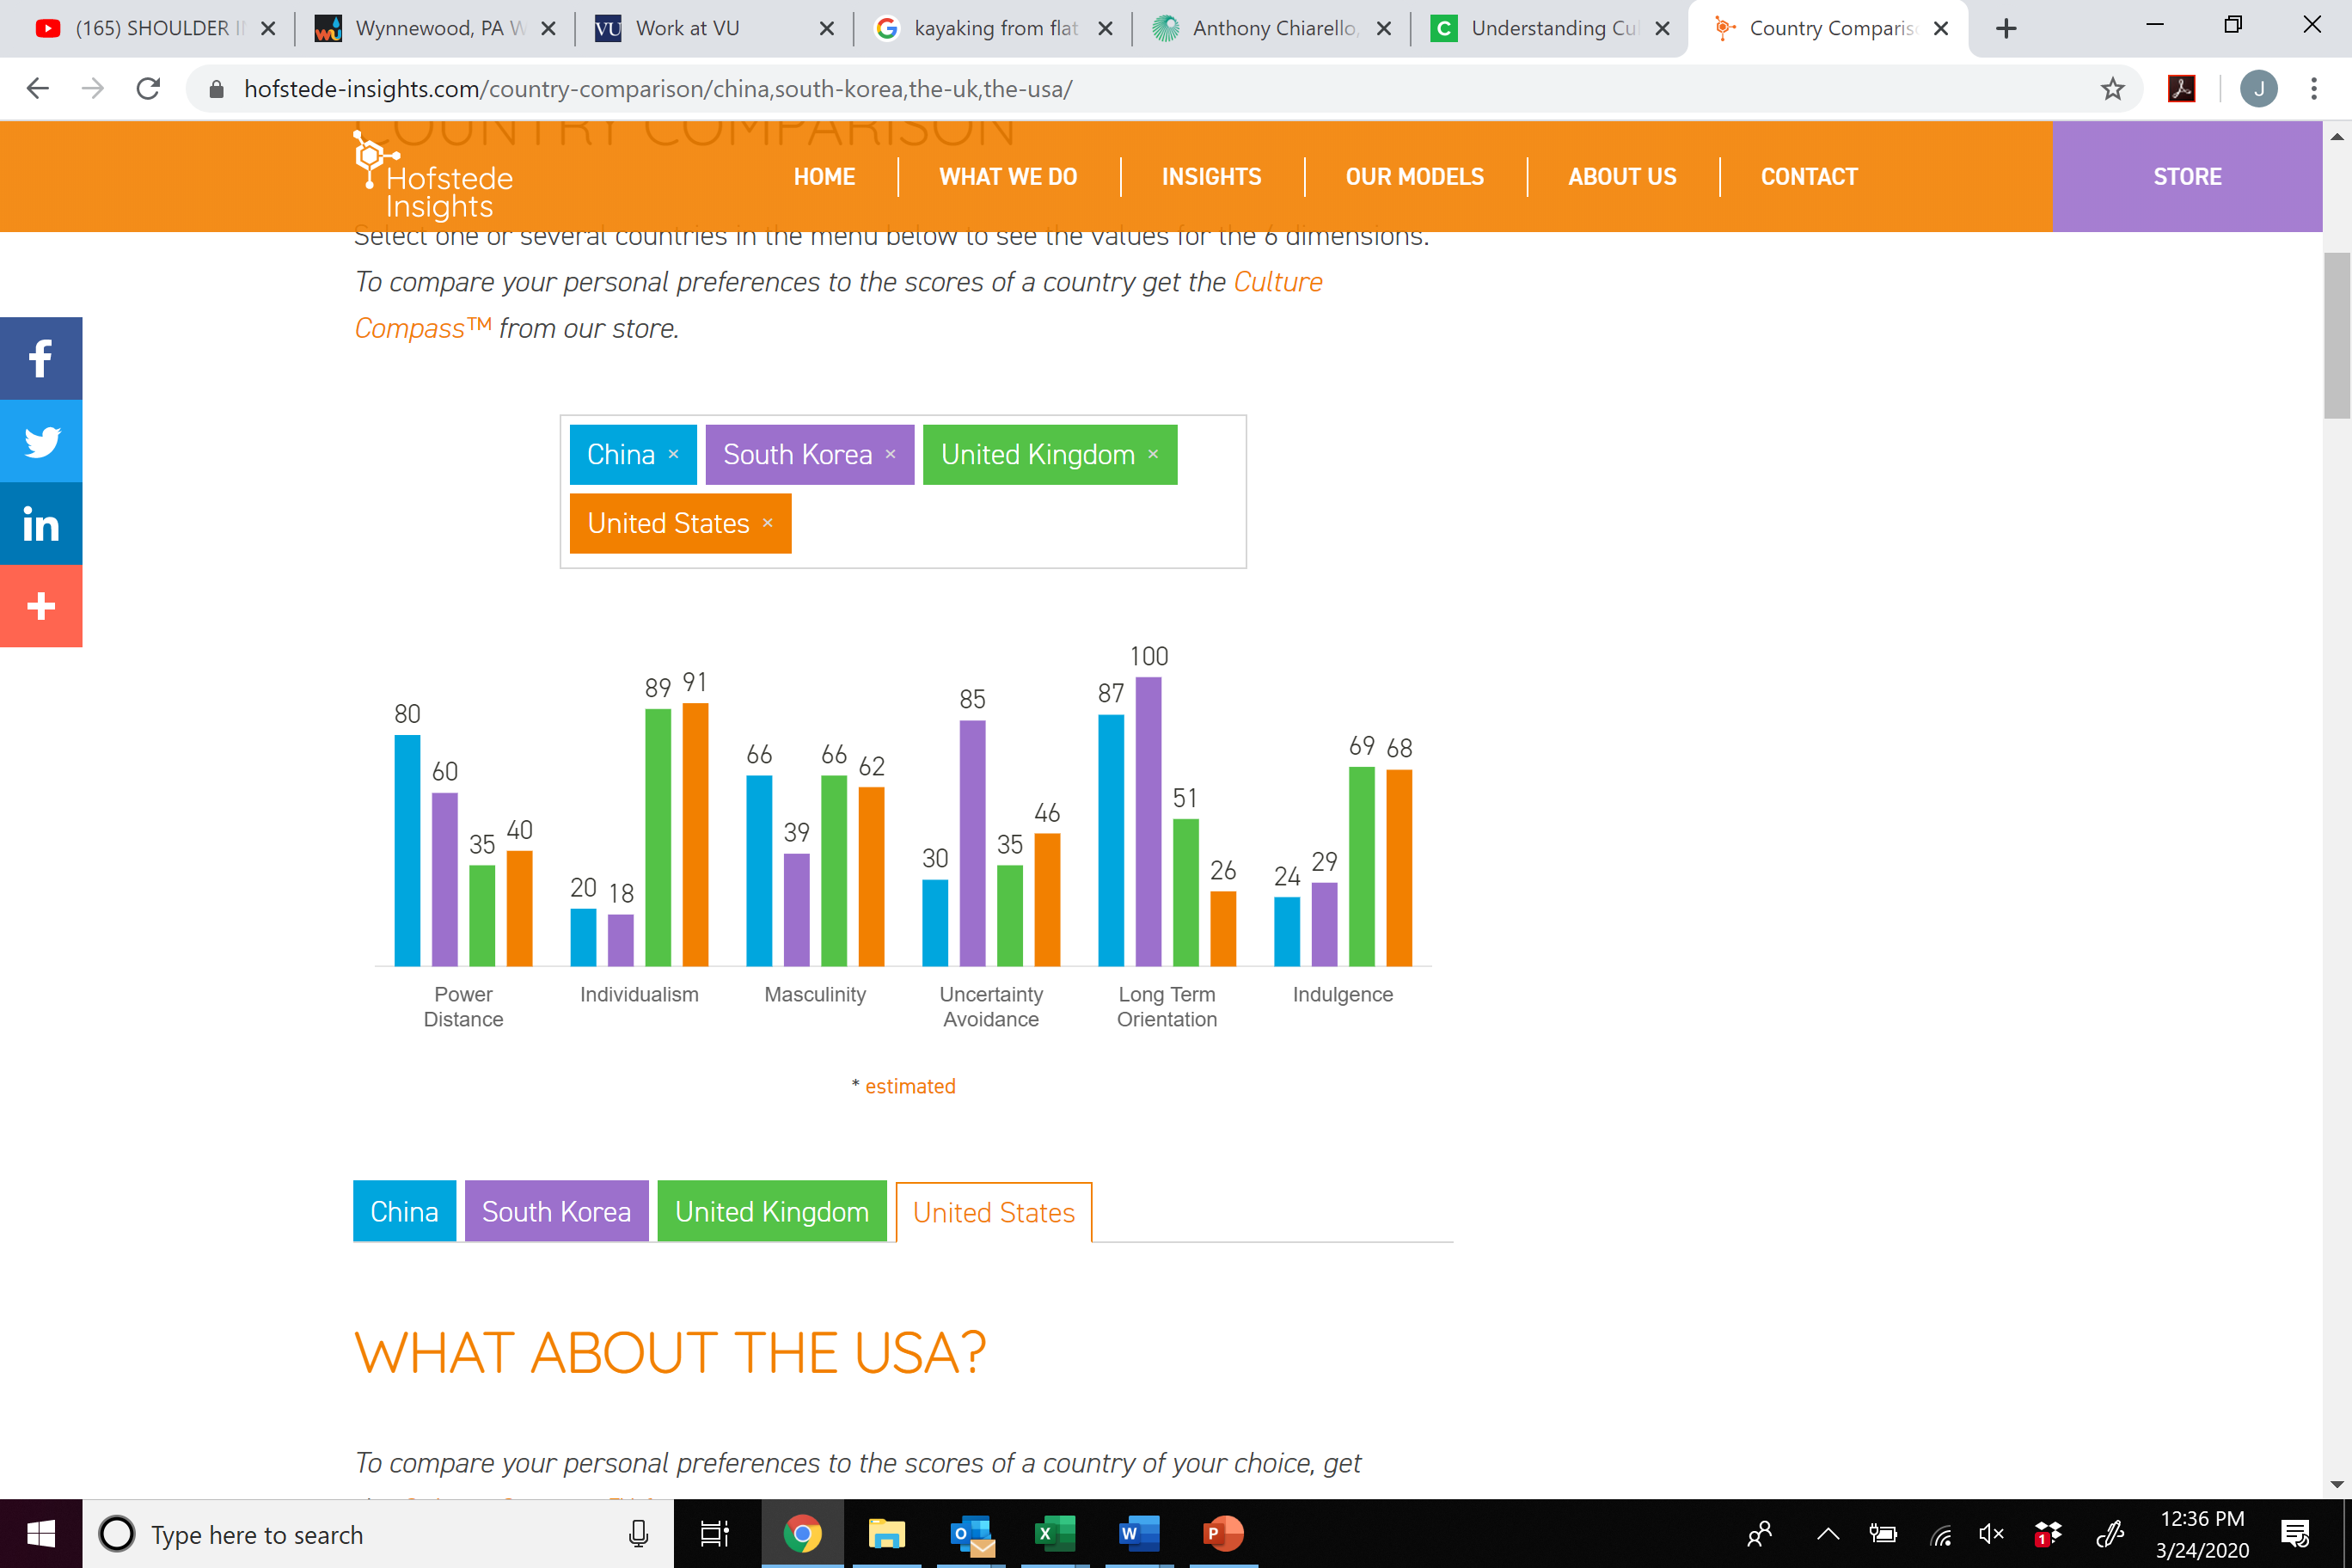 (165) SHOULDER I
Wynnewood, PA W
VU Work at VU
kayaking from flat
Anthony Chiarello,
C Understanding Cul
Country Comparis
hofstede-insights.com/country-comparison/china,south-korea,the-uk,the-usa/
J
COUNTRY COMPARISON
Hofstede
Insights
HOME
WHAT WE DO
INSIGHTS
OUR MODELS
ABOUT US
CONTACT
STORE
Select one or several countries in the menu below to see the values for the 6 dimensions.
To compare your personal preferences to the scores of a country get the Culture
Compass™ from our store.
f
in
+
China ×
South Korea ×
United Kingdom ×
United States ×
80 60 35 40
20 18 89 91
66 39 66 62
30 85 35 46
87 100 51 26
24 29 69 68
Power
Distance
Individualism
Masculinity
Uncertainty
Avoidance
Long Term
Orientation
Indulgence
* estimated
China
South Korea
United Kingdom
United States
WHAT ABOUT THE USA?
To compare your personal preferences to the scores of a country of your choice, get
Type here to search
O
X
W
P
1
12:36 PM
3/24/2020